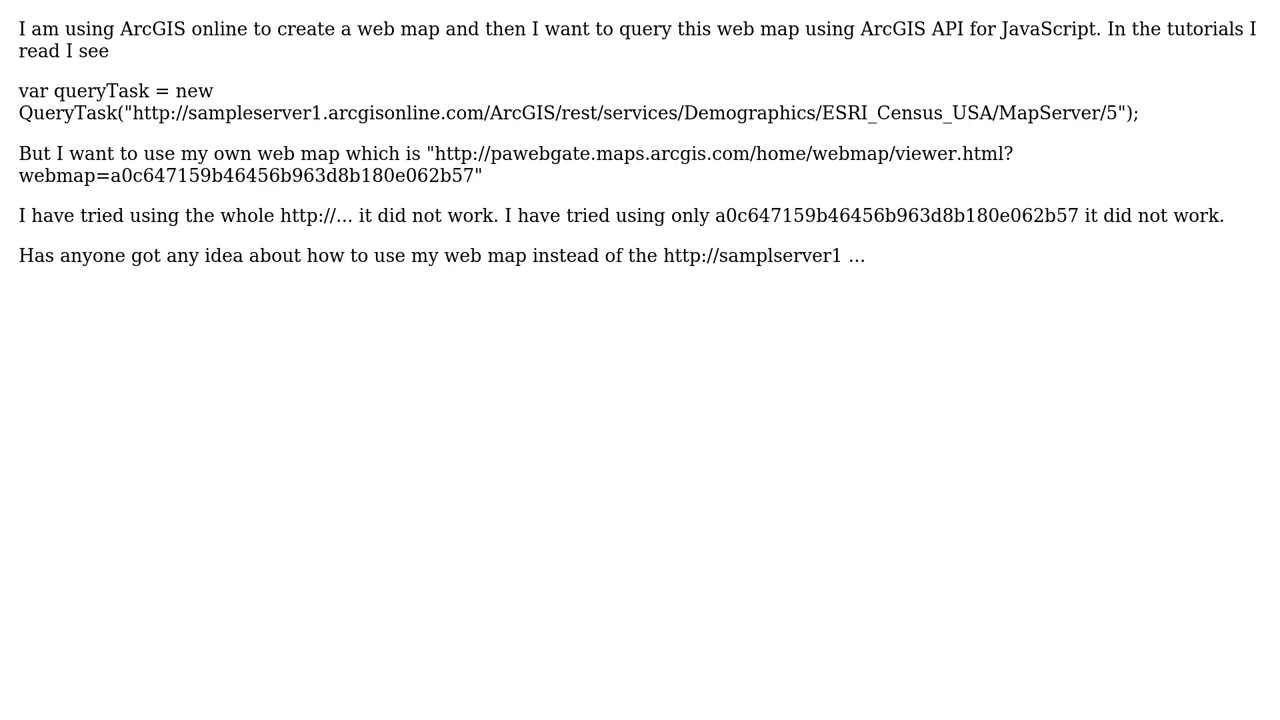 I am using ArcGIS online to create a web map and then I want to query this web map using ArcGIS API for JavaScript. In the tutorials I
read I see
var queryTask = new
QueryTask("http://sampleserver1.arcgisonline.com/ArcGIS/rest/services/Demographics/ESRI_Census_USA/MapServer/5");
But I want to use my own web map which is "http://pawebgate.maps.arcgis.com/home/webmap/viewer.html?
webmap=a0c647159b46456b963d8b180e062b57"
I have tried using the whole http://... it did not work. I have tried using only a0c647159b46456b963d8b180e062b57 it did not work.
Has anyone got any idea about how to use my web map instead of the http://samplserver1 ...